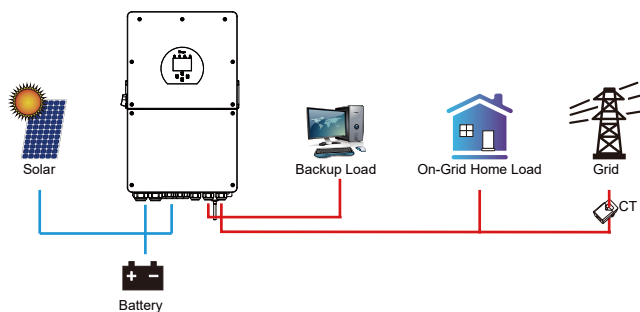 Solar
Backup Load
On-Grid Home Load
Grid
CT
Battery